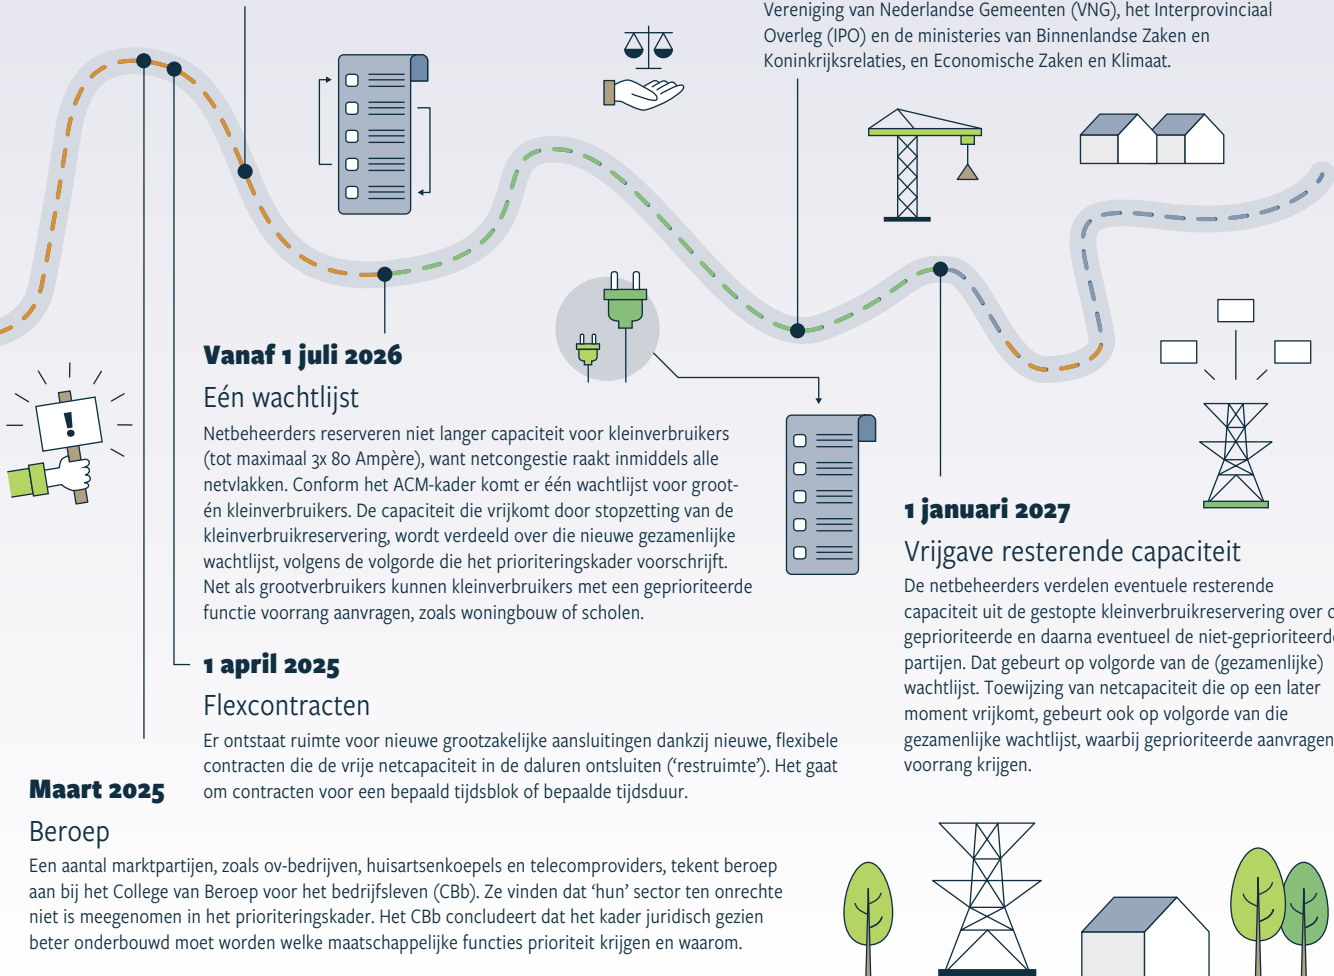 Vereniging van Nederlandse Gemeenten (VNG), het Interprovinciaal
Overleg (IPO) en de ministeries van Binnenlandse Zaken en
Koninkrijksrelaties, en Economische Zaken en Klimaat.
!
Vanaf 1 juli 2026
Eén wachtlijst
Netbeheerders reserveren niet langer capaciteit voor kleinverbruikers
(tot maximaal 3x 80 Ampère), want netcongestie raakt inmiddels alle
netvlakken. Conform het ACM-kader komt er één wachtlijst voor groot-
én kleinverbruikers. De capaciteit die vrijkomt door stopzetting van de
kleinverbruikreservering, wordt verdeeld over die nieuwe gezamenlijke
wachtlijst, volgens de volgorde die het prioriteringskader voorschrijft.
Net als grootverbruikers kunnen kleinverbruikers met een geprioriteerde
functie voorrang aanvragen, zoals woningbouw of scholen.
1 januari 2027
Vrijgave resterende capaciteit
De netbeheerders verdelen eventuele resterende
capaciteit uit de gestopte kleinverbruikreservering over
geprioriteerde en daarna eventueel de niet-geprioriteerde
partijen. Dat gebeurt op volgorde van de (gezamenlijke)
wachtlijst. Toewijzing van netcapaciteit die op een later
moment vrijkomt, gebeurt ook op volgorde van die
gezamenlijke wachtlijst, waarbij geprioriteerde aanvragen
voorrang krijgen.
1 april 2025
Flexcontracten
Er ontstaat ruimte voor nieuwe grootzakelijke aansluitingen dankzij nieuwe, flexibele
contracten die de vrije netcapaciteit in de daluren ontsluiten (‘restruimte’). Het gaat
om contracten voor een bepaald tijdsblok of bepaalde tijdsduur.
Maart 2025
Beroep
Een aantal marktpartijen, zoals ov-bedrijven, huisartsenkoepels en telecomproviders, tekent beroep
aan bij het College van Beroep voor het bedrijfsleven (CBb). Ze vinden dat ‘hun’ sector ten onrechte
niet is meegenomen in het prioriteringskader. Het CBb concludeert dat het kader juridisch gezien
beter onderbouwd moet worden welke maatschappelijke functies prioriteit krijgen en waarom.